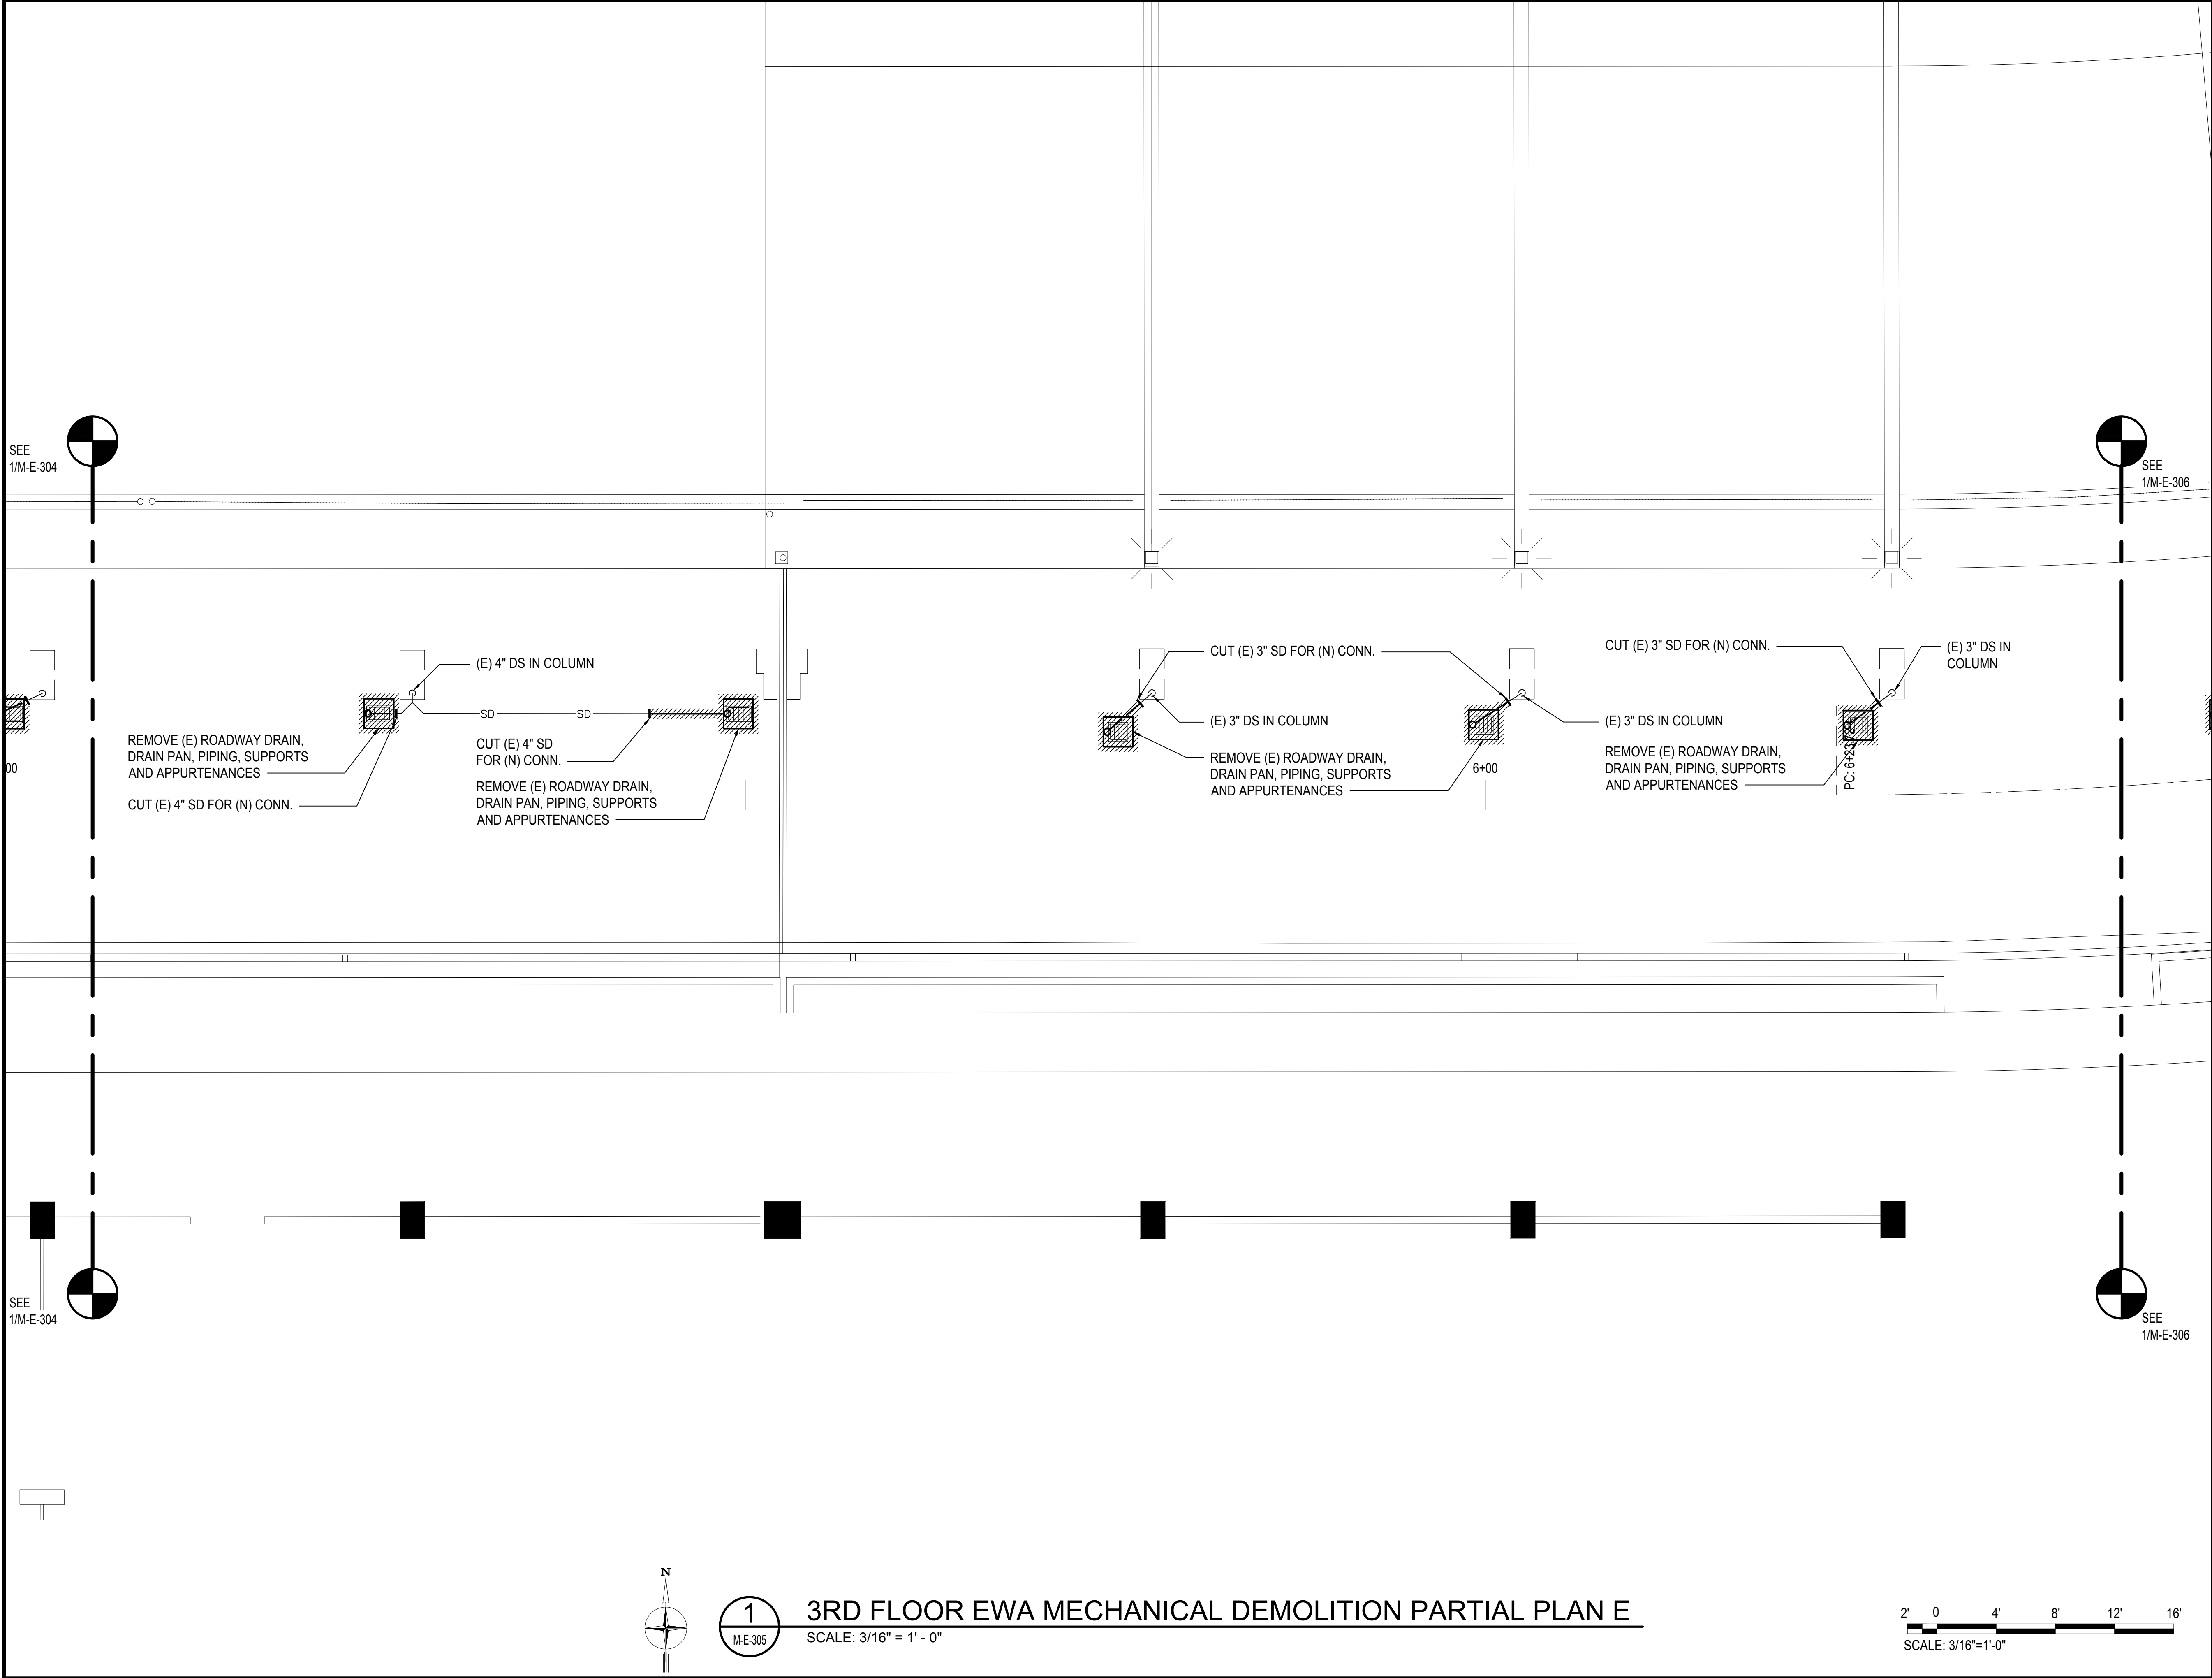 SEE
1/M-E-304
SEE
1/M-E-306
(E) 4" DS IN COLUMN
CUT (E) 3" SD FOR (N) CONN.
CUT (E) 3" SD FOR (N) CONN.
(E) 3" DS IN
COLUMN
SD
SD
(E) 3" DS IN COLUMN
(E) 3" DS IN COLUMN
REMOVE (E) ROADWAY DRAIN,
DRAIN PAN, PIPING, SUPPORTS
AND APPURTENANCES
CUT (E) 4" SD FOR (N) CONN.
CUT (E) 4" SD
FOR (N) CONN.
REMOVE (E) ROADWAY DRAIN,
DRAIN PAN, PIPING, SUPPORTS
AND APPURTENANCES
REMOVE (E) ROADWAY DRAIN,
DRAIN PAN, PIPING, SUPPORTS
AND APPURTENANCES
6+00
REMOVE (E) ROADWAY DRAIN,
DRAIN PAN, PIPING, SUPPORTS
AND APPURTENANCES
PC:
00
SEE
1/M-E-304
SEE
1/M-E-306
N
1
M-E-305
3RD FLOOR EWA MECHANICAL DEMOLITION PARTIAL PLAN E
SCALE: 3/16" = 1' - 0"
2' 0 4' 8' 12' 16'
SCALE: 3/16"=1'-0"